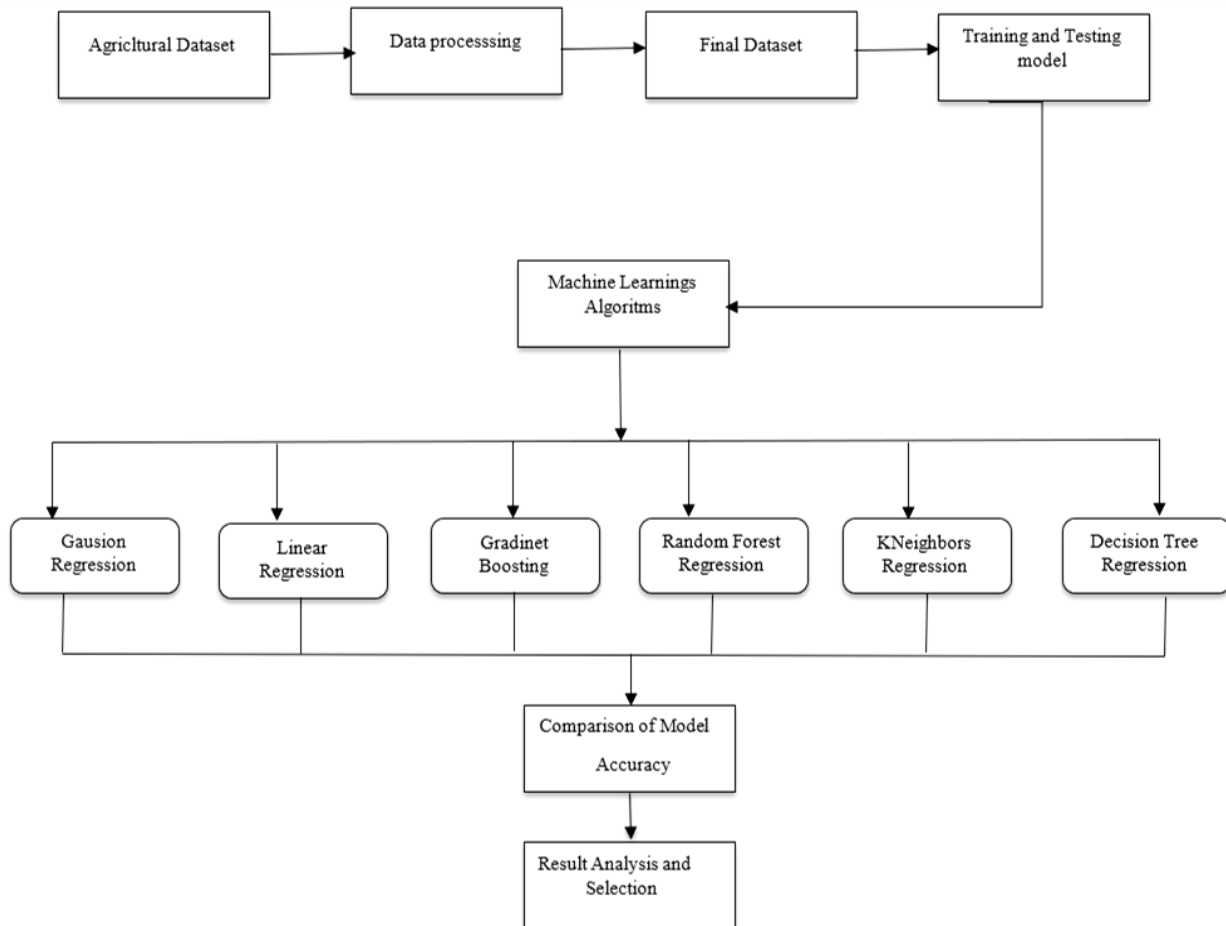 Agricltural Dataset
Data processsing
Final Dataset
Training and Testing
model
Machine Learnings
Algoritms
Gausion
Regression
Linear
Regression
Gradinet
Boosting
Random Forest
Regression
KNeighbors
Regression
Decision Tree
Regression
Comparison of Model
Accuracy
Result Analysis and
Selection